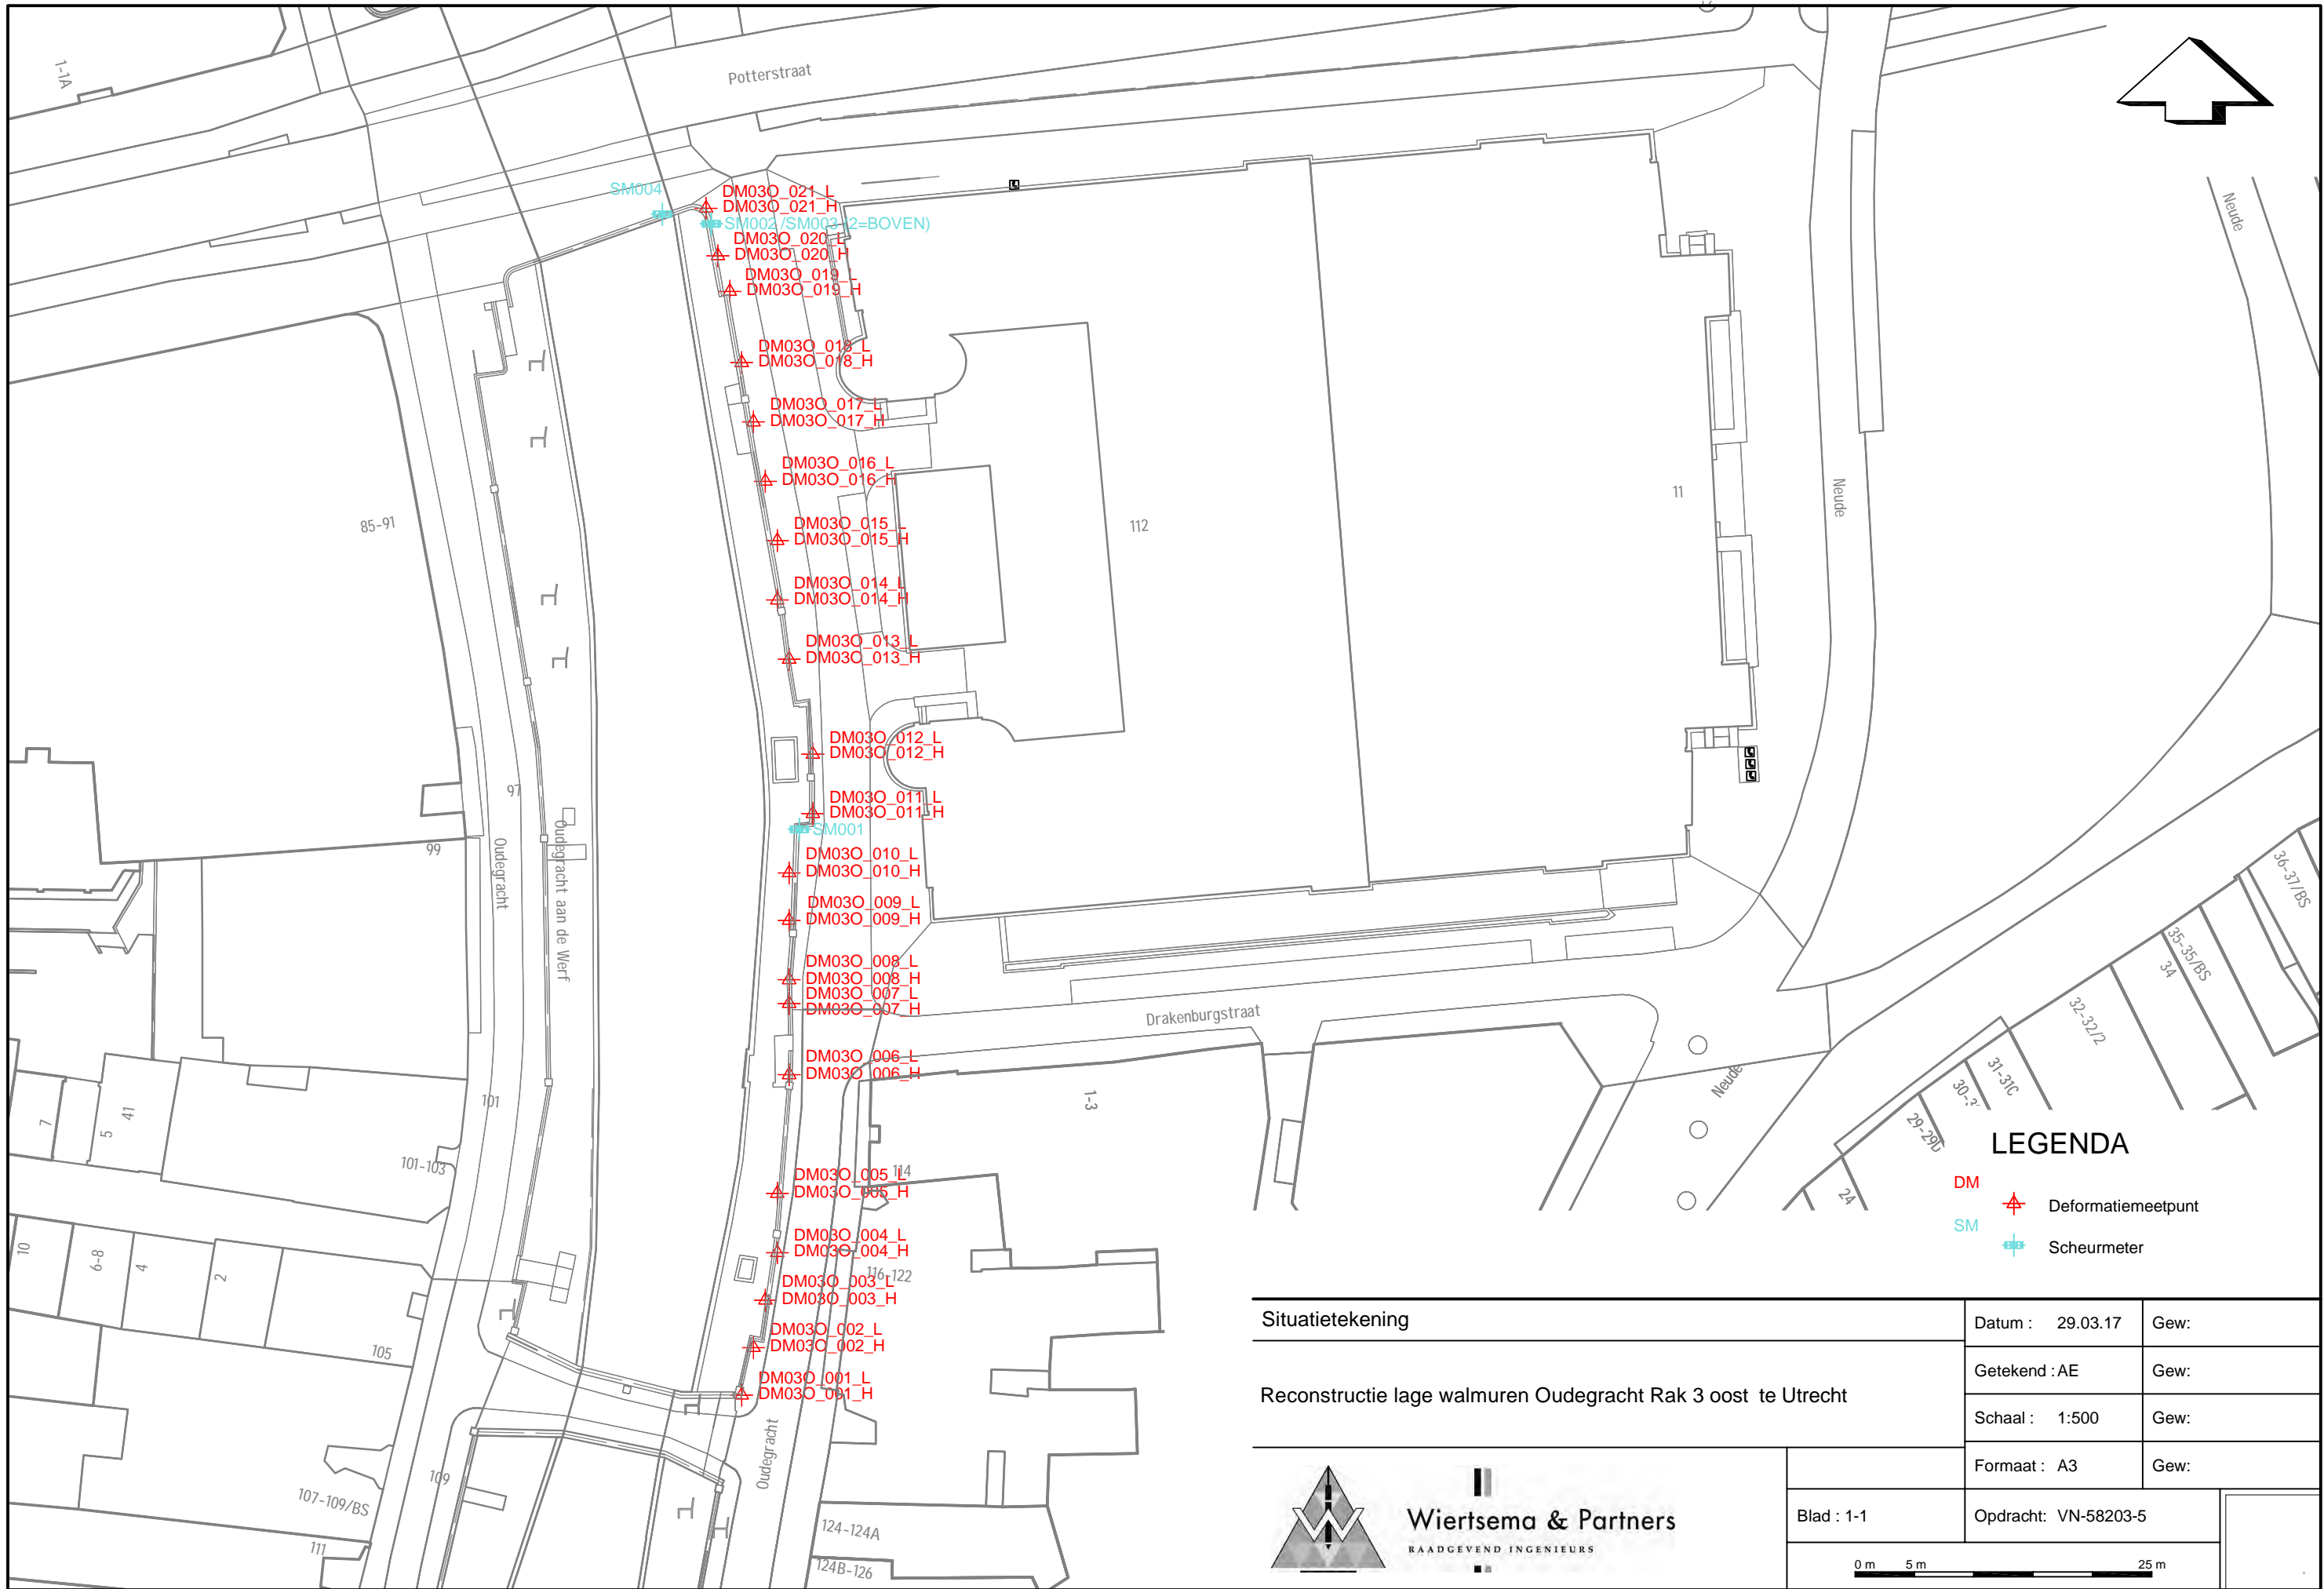 1-1A
Potterstraat
Neude
SM004
DM03O_021_L
DM03O_021_H
SM002 /SM003 (2=BOVEN)
DM03O_020_L
DM03O_020_H
DM03O_019_L
DM03O_019_H
DM03O_018_L
DM03O_018_H
DM03O_017_L
DM03O_017_H
DM03O_016_L
DM03O_016_H
DM03O_015_L
DM03O_015_H
DM03O_014_L
DM03O_014_H
DM03O_013_L
DM03O_013_H
DM03O_012_L
DM03O_012_H
DM03O_011_L
DM03O_011_H
SM001
DM03O_010_L
DM03O_010_H
DM03O_009_L
DM03O_009_H
DM03O_008_L
DM03O_008_H
DM03O_007_L
DM03O_007_H
DM03O_006_L
DM03O_006_H
DM03O_005_L
DM03O_005_H
DM03O_004_L
DM03O_004_H
DM03O_003_L
DM03O_003_H
DM03O_002_L
DM03O_002_H
DM03O_001_L
DM03O_001_H
85-91
112
11
Neude
97
99
Oudegracht
Oudegracht aan de Werf
Drakenburgstraat
1-3
Neude
36-37/BS
35-35/BS
34
32-32/2
31-31C
29-29D
24
7
5
41
101
101-103
114
116-122
10
6-8
4
2
105
109
107-109/BS
111
Oudegracht
124-124A
124B-126
LEGENDA
DM
Deformatiemeetpunt
SM
Scheurmeter
Situatietekening
Reconstructie lage walmuren Oudegracht Rak 3 oost te Utrecht
Datum : 29.03.17 Gew:
Getekend : AE Gew:
Schaal : 1:500 Gew:
Formaat : A3 Gew:
Wiertsema & Partners
RAADGEVEND INGENIEURS
Blad : 1-1
Opdracht: VN-58203-5
0 m 5 m 25 m